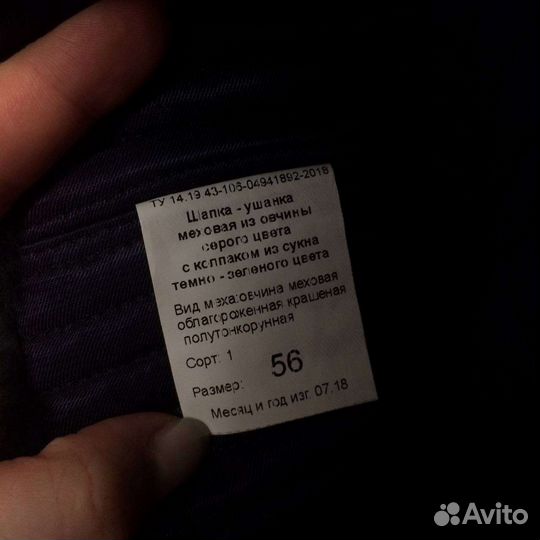 ТУ 14.19.43-106-04941892-2018
Шапка - ушанка
меховая из овчины
серого цвета
с колпаком из сукна
темно - зеленого цвета
Вид меха:овчина меховая
облагороженная крашеная
полутонкорунная
Сорт: 1
Размер: 56
Месяц и год изг. 07.18
Avito